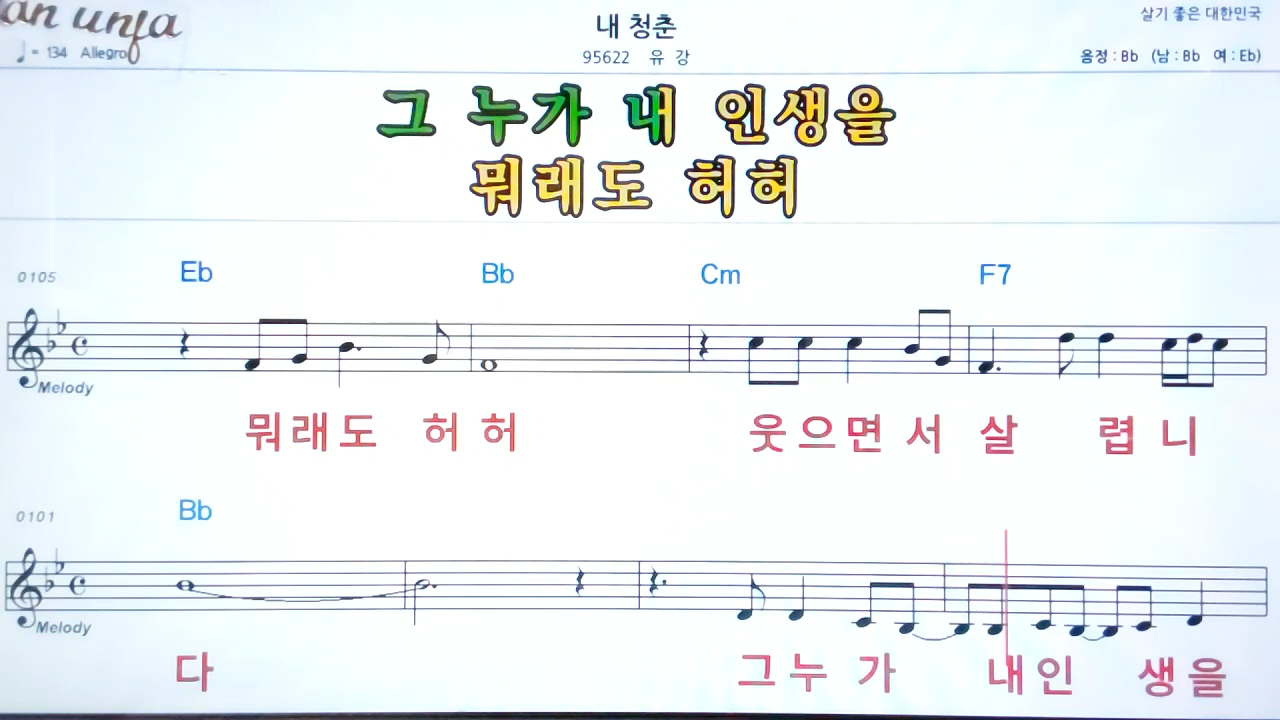 살기 좋은 대한민국
내 청춘
♩= 134 Allegro
95622 유 강
음정 : Bb (남 : Bb 여 : Eb)
그 누가 내 인생을
뭐래도 허허
0105 Eb Bb Cm F7
Melody
뭐래도 허 허 웃으면 서 살 렵 니
0101 Bb
Melody
다 그누 가 내인 생을